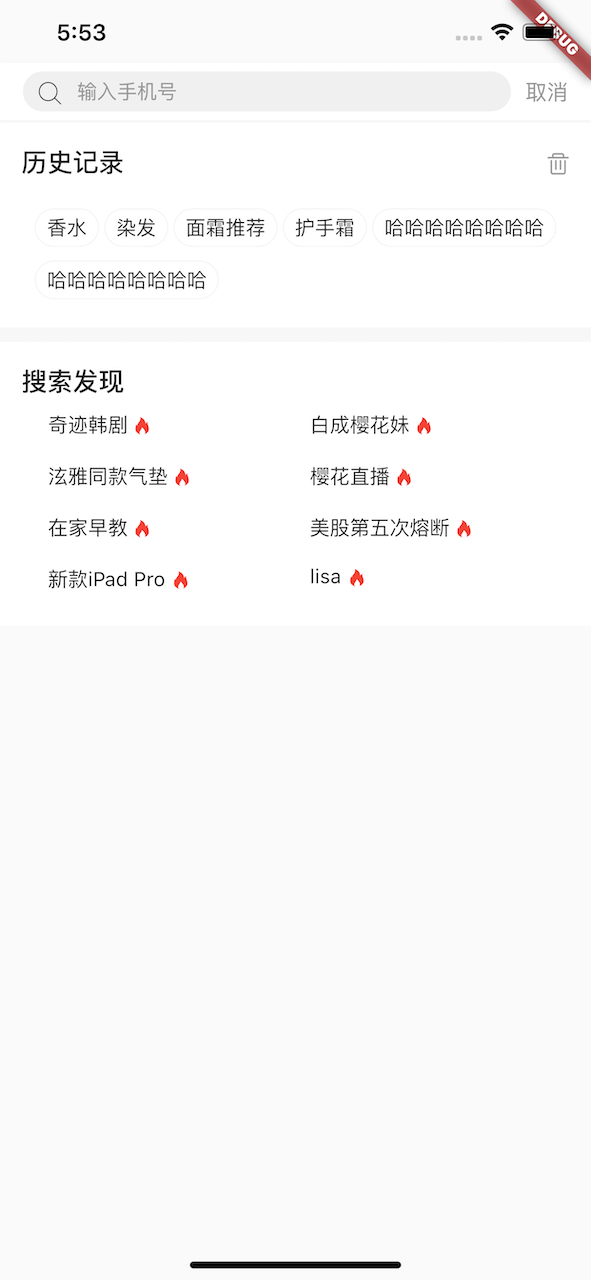 5:53
DEBUG
输入手机号 取消
历史记录
香水 染发 面霜推荐 护手霜 哈哈哈哈哈哈哈哈
哈哈哈哈哈哈哈哈
搜索发现
奇迹韩剧 白成樱花妹
泫雅同款气垫 樱花直播
在家早教 美股第五次熔断
新款iPad Pro lisa